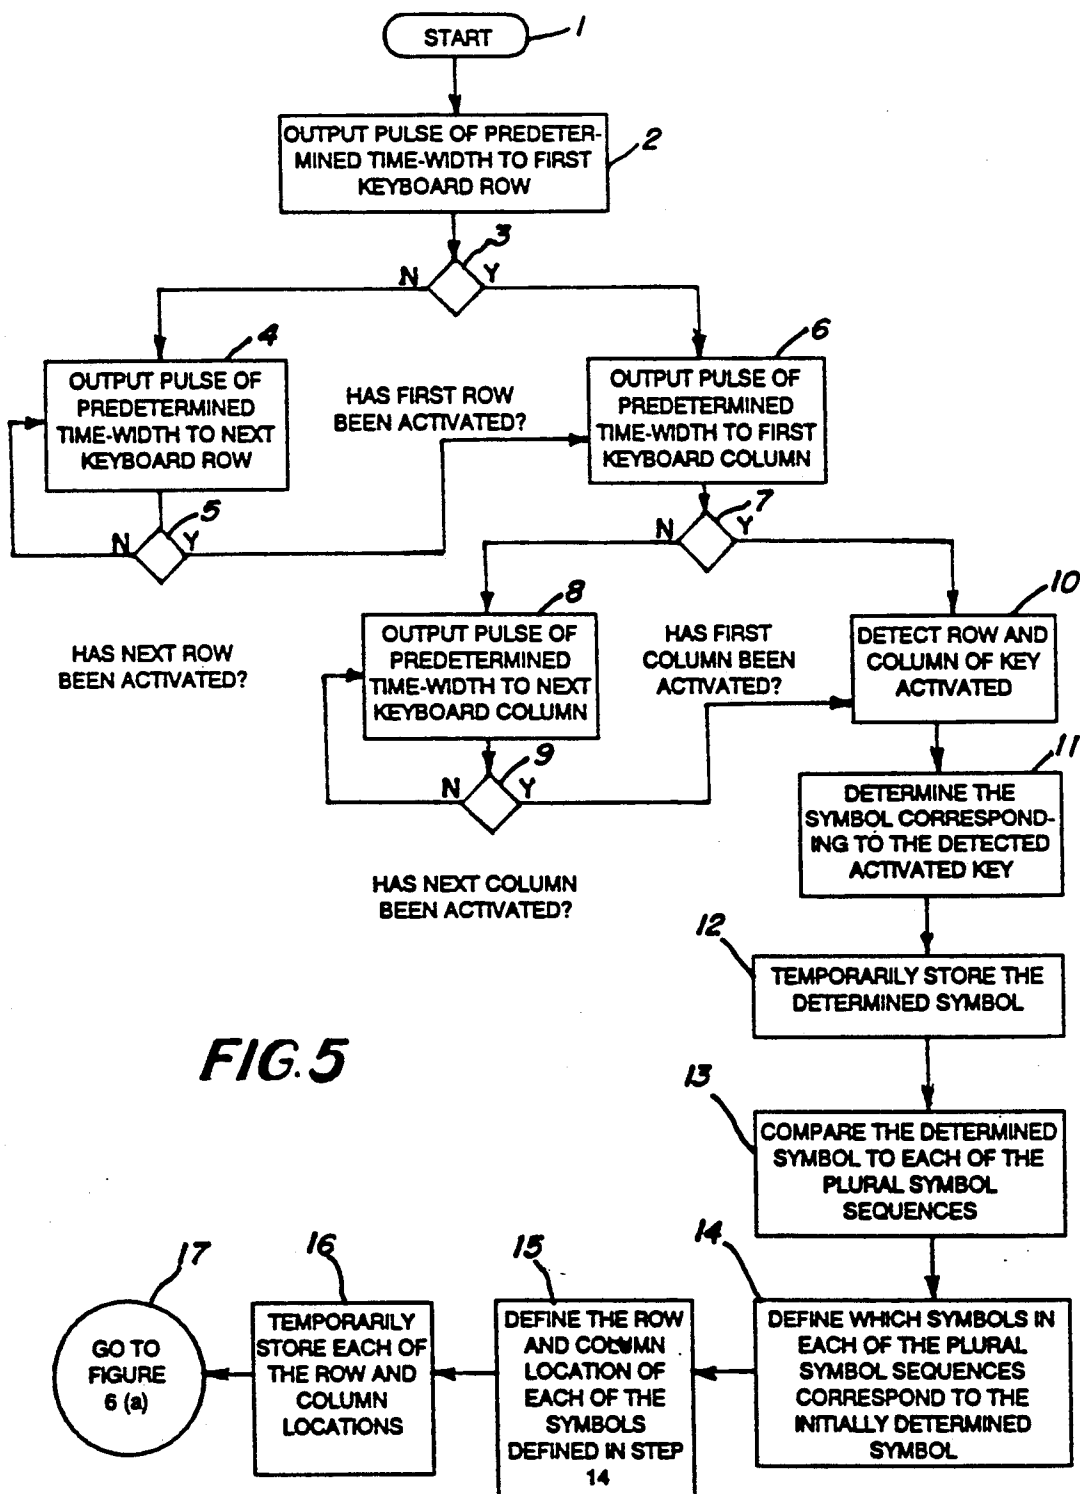 START
1
OUTPUT PULSE OF PREDETER-
MINED TIME-WIDTH TO FIRST
KEYBOARD ROW
2
3
N
Y
4
OUTPUT PULSE OF
PREDETERMINED
TIME-WIDTH TO NEXT
KEYBOARD ROW
HAS FIRST ROW
BEEN ACTIVATED?
6
OUTPUT PULSE OF
PREDETERMINED
TIME-WIDTH TO FIRST
KEYBOARD COLUMN
5
N
Y
7
N
Y
HAS NEXT ROW
BEEN ACTIVATED?
8
OUTPUT PULSE OF
PREDETERMINED
TIME-WIDTH TO NEXT
KEYBOARD COLUMN
HAS FIRST
COLUMN BEEN
ACTIVATED?
10
DETECT ROW AND
COLUMN OF KEY
ACTIVATED
9
N
Y
11
DETERMINE THE
SYMBOL CORRESPOND-
ING TO THE DETECTED
ACTIVATED KEY
HAS NEXT COLUMN
BEEN ACTIVATED?
12
TEMPORARILY STORE THE
DETERMINED SYMBOL
FIG.5
13
COMPARE THE DETERMINED
SYMBOL TO EACH OF THE
PLURAL SYMBOL
SEQUENCES
14
DEFINE WHICH SYMBOLS IN
EACH OF THE PLURAL
SYMBOL SEQUENCES
CORRESPOND TO THE
INITIALLY DETERMINED
SYMBOL
15
DEFINE THE ROW
AND COLUMN
LOCATION OF
EACH OF THE
SYMBOLS
DEFINED IN STEP
14
16
TEMPORARILY
STORE EACH OF
THE ROW AND
COLUMN
LOCATIONS
17
GO TO
FIGURE
6 (a)